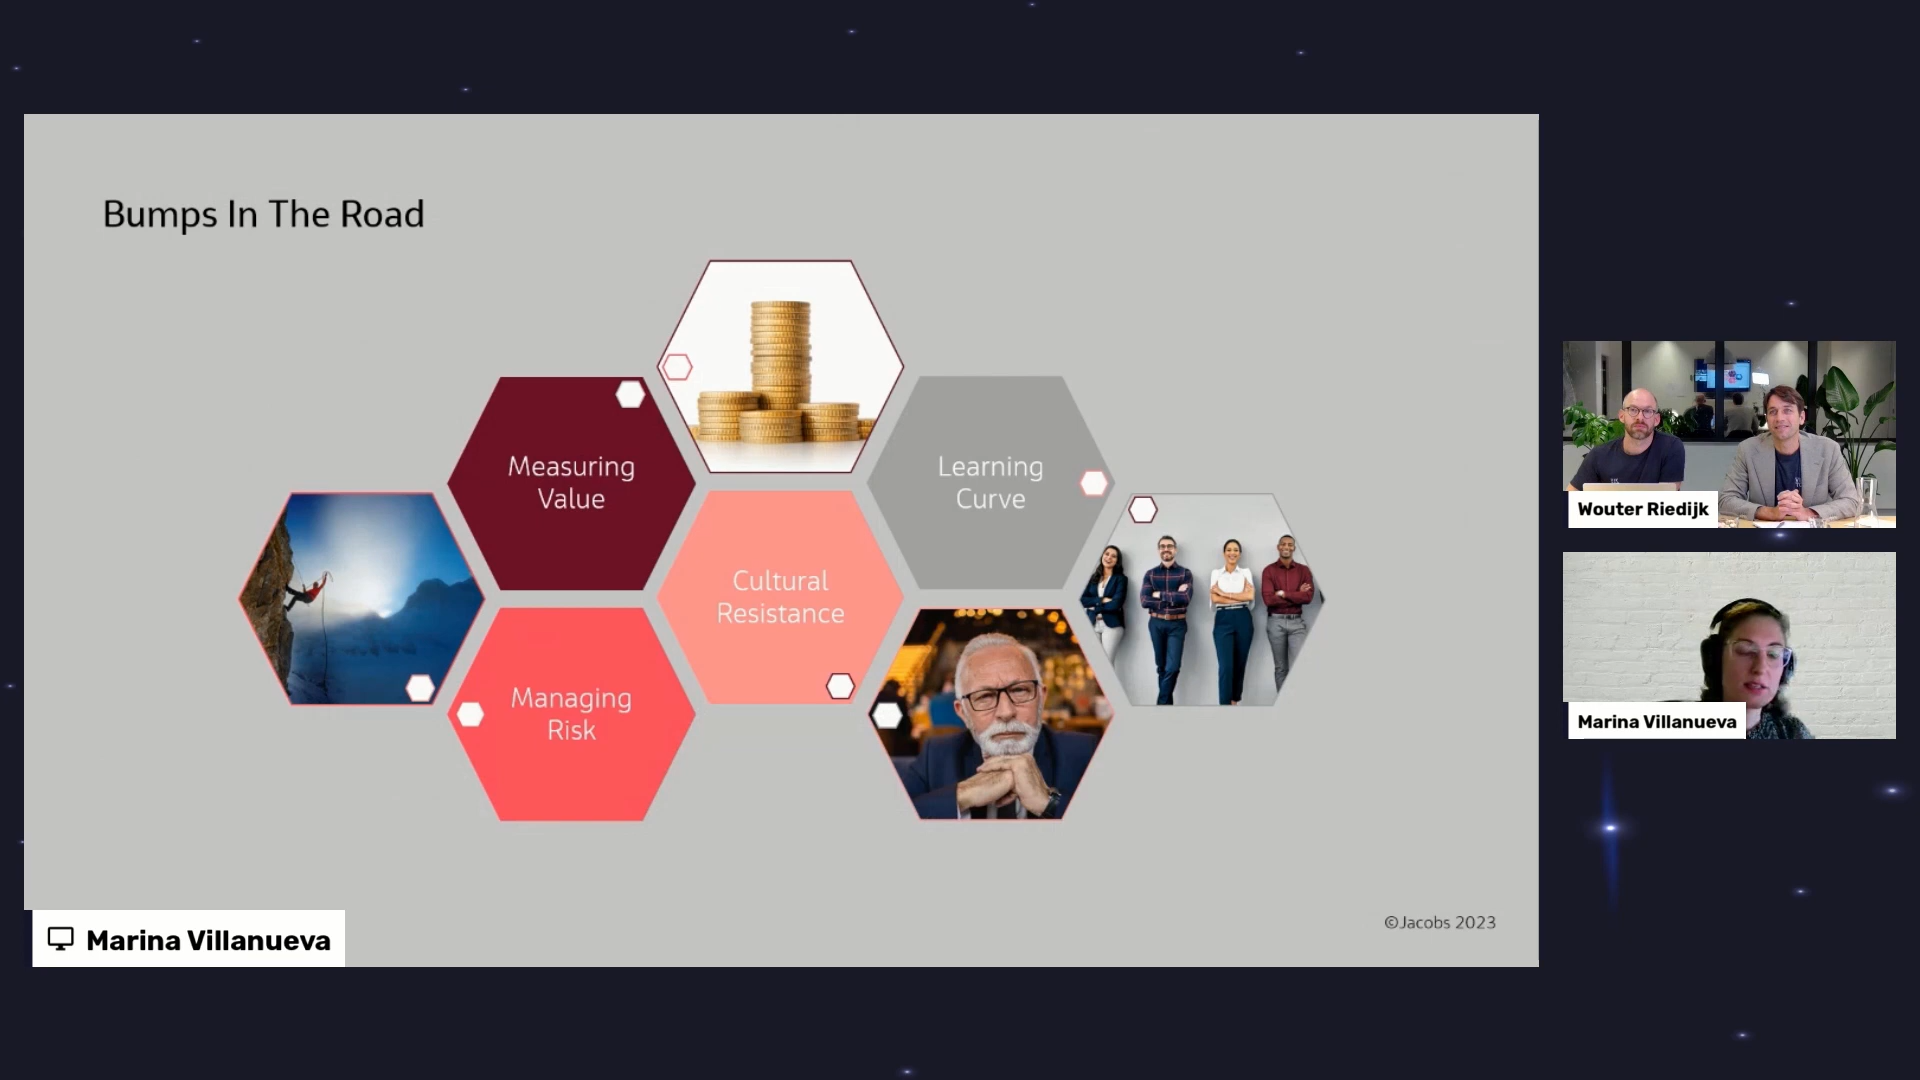 Bumps In The Road
Measuring
Value
Learning
Curve
Cultural
Resistance
Managing
Risk
©Jacobs 2023
Marina Villanueva
Wouter Riedijk
Marina Villanueva